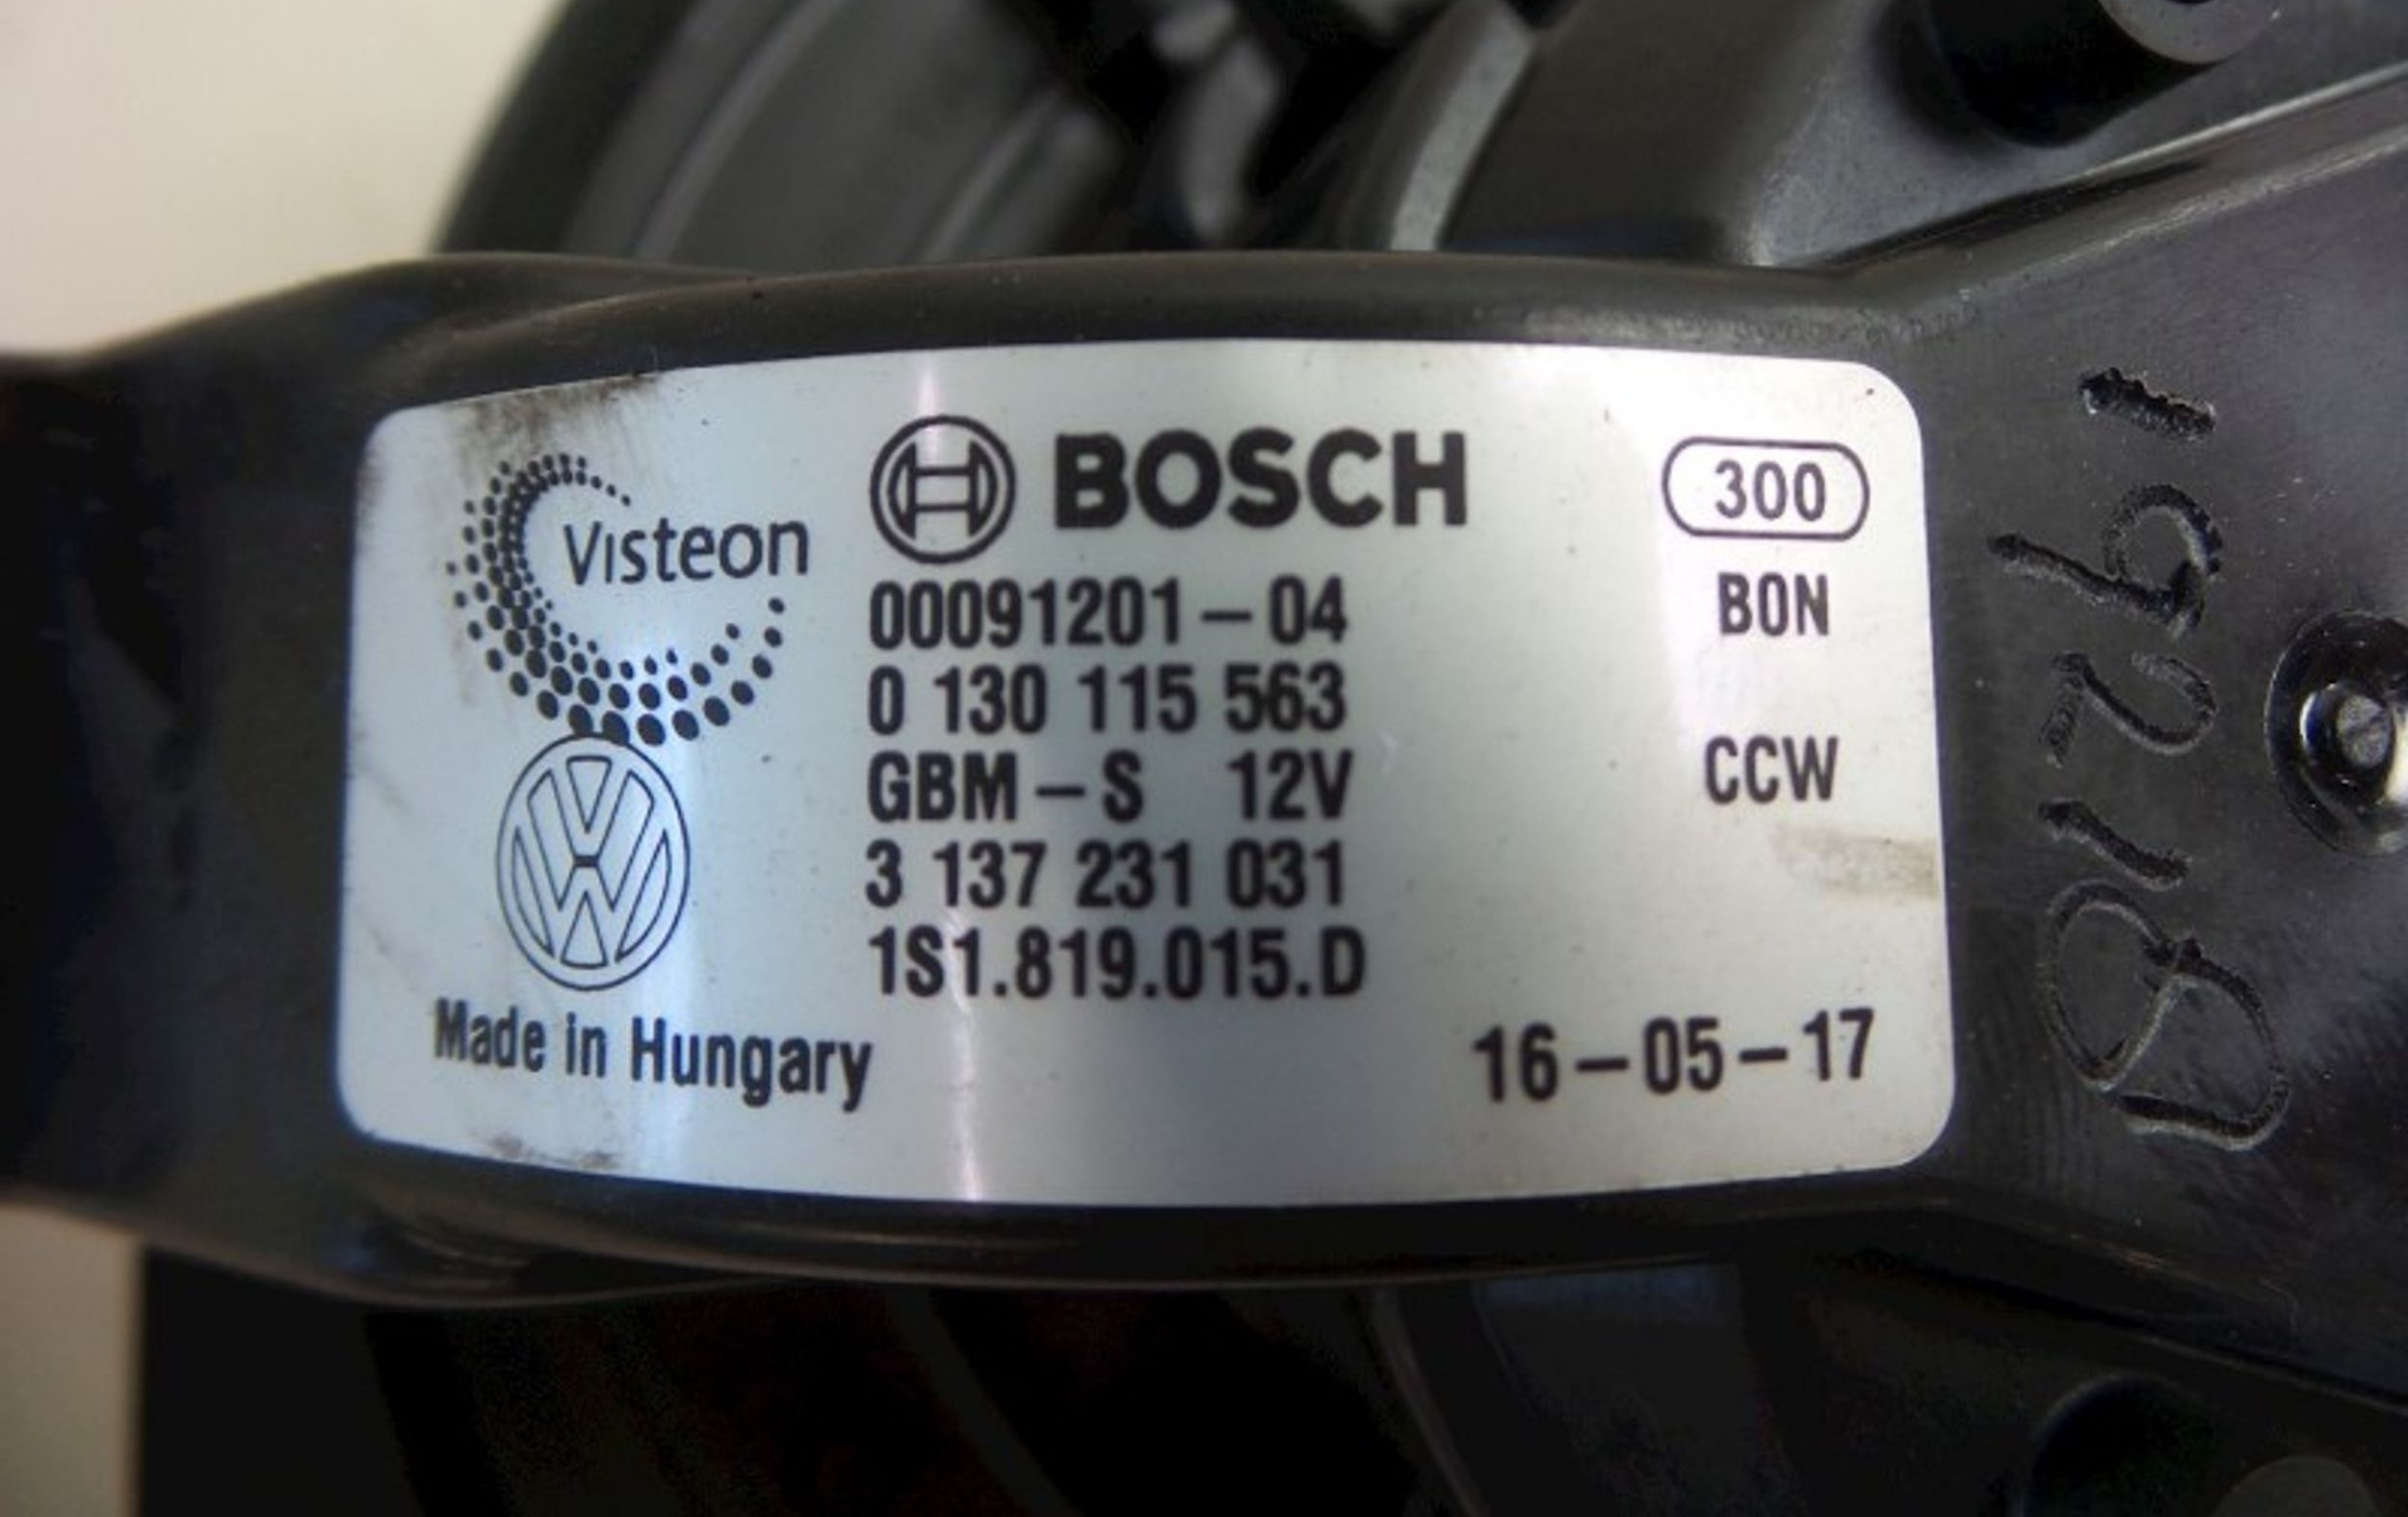 Visteon
BOSCH
300
00091201-04
BON
0 130 115 563
GBM-S 12V
CCW
3 137 231 031
1S1.819.015.D
Made in Hungary
16-05-17